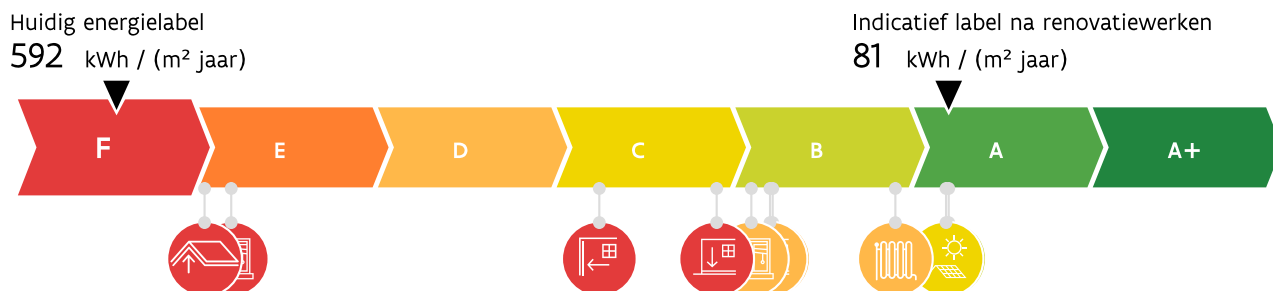 Huidig energielabel
592 kWh / (m² jaar)
Indicatief label na renovatiewerken
81 kWh / (m² jaar)
F E D C B A A+